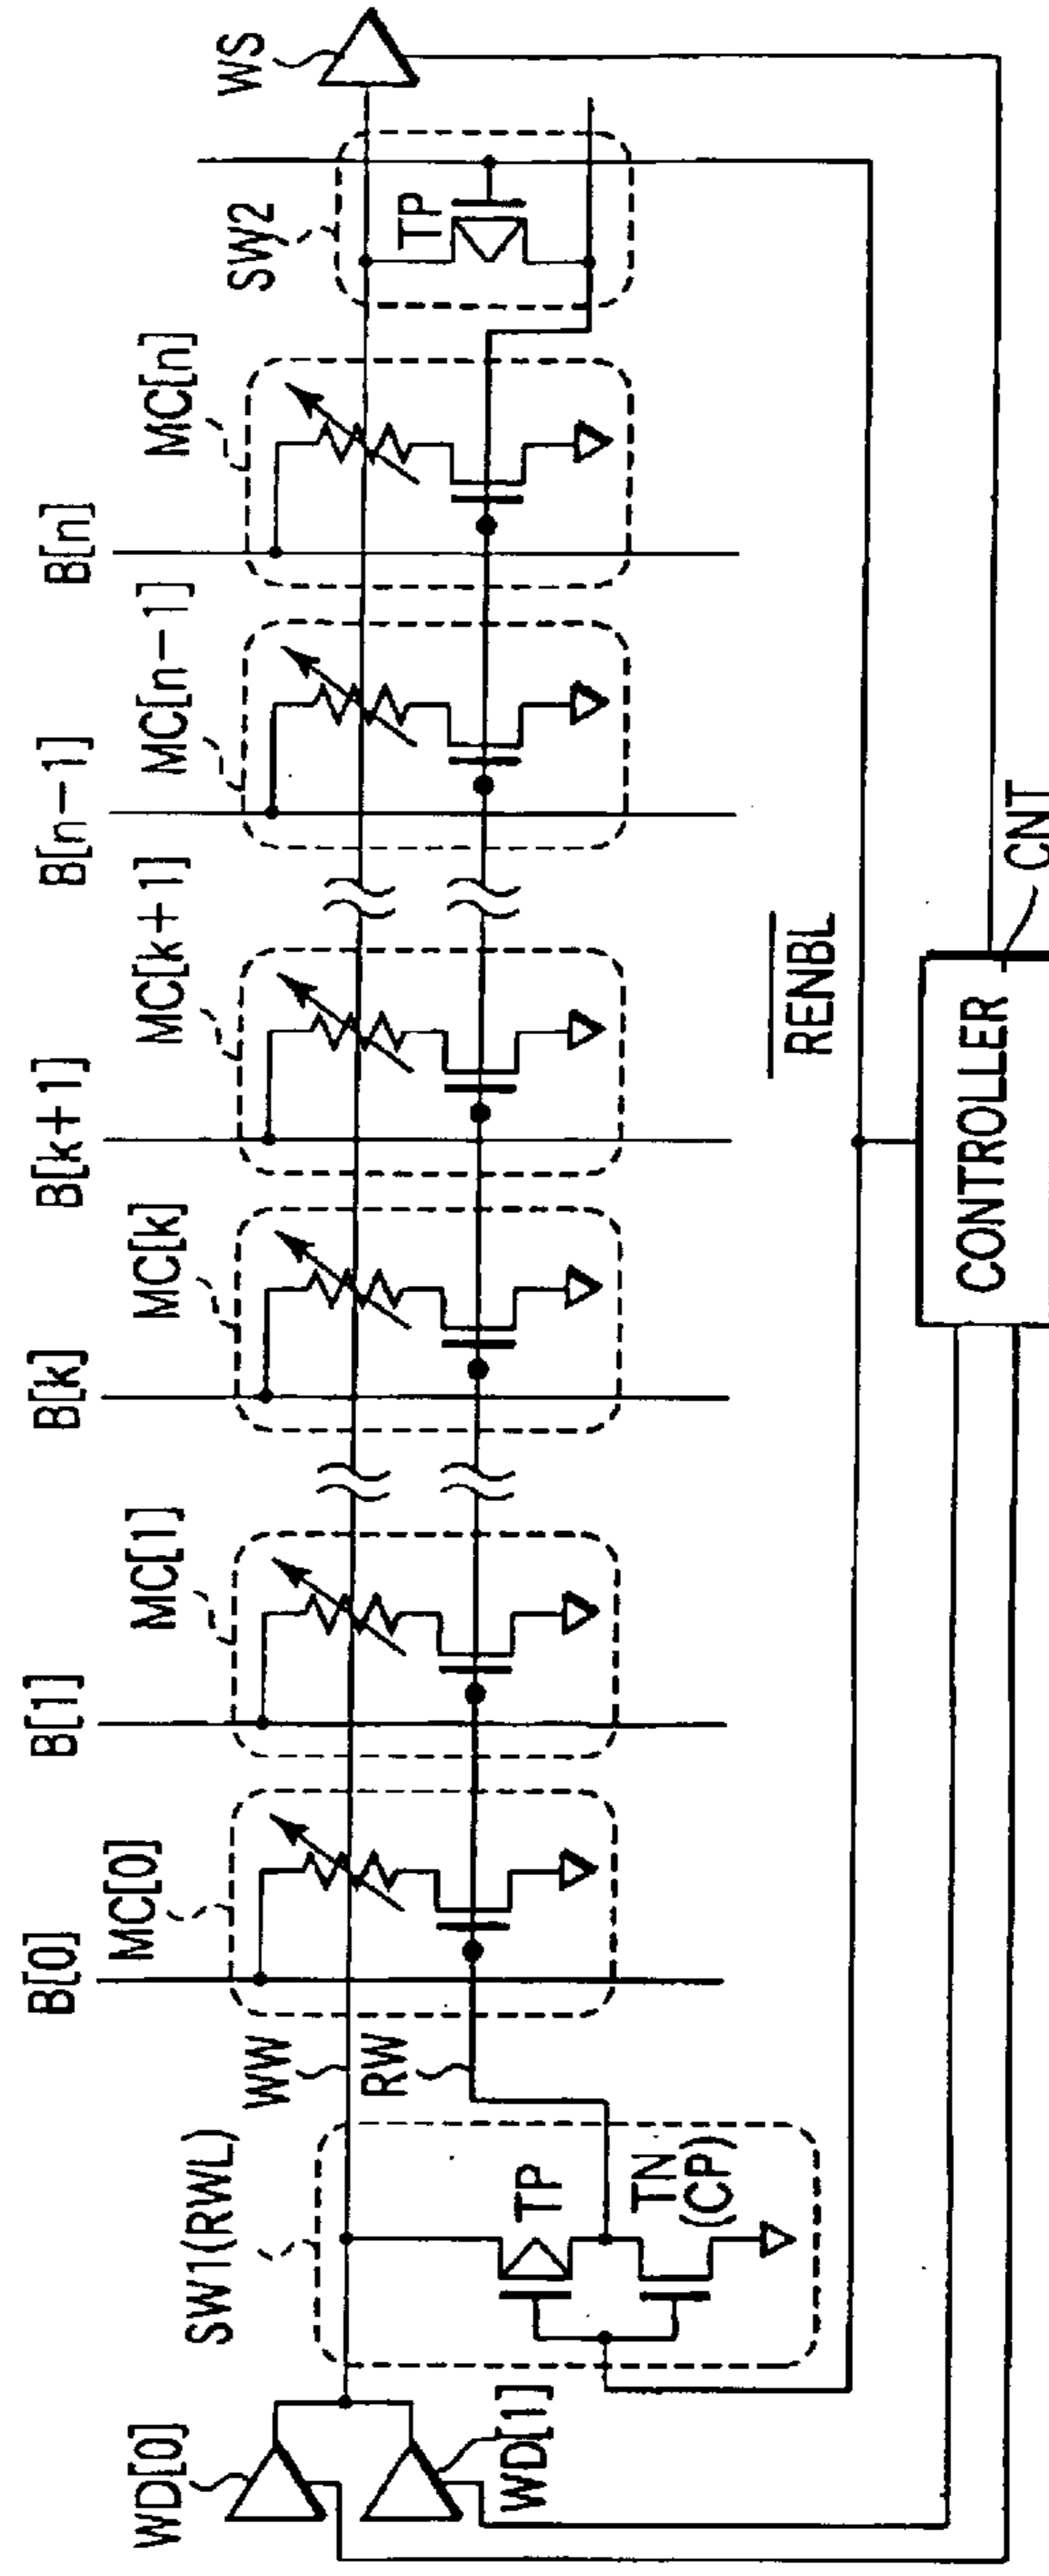 B[0]
B[1]
B[k]
B[k+1]
B[n-1]
B[n]
MC[0]
MC[1]
MC[k]
MC[k+1]
MC[n-1]
MC[n]
WD[0]
WD[1]
SW1(RWL)
WW
RW
TP
TN
(CP)
SW2
TP
WS
RENBL
CONTROLLER
CNT